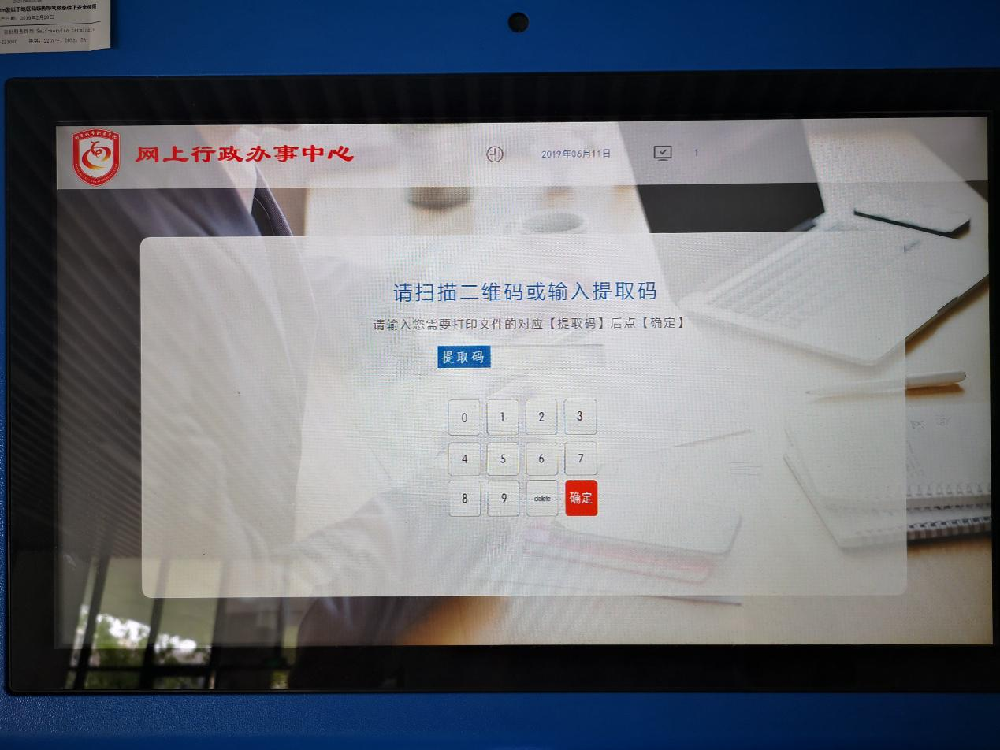 m及以下地区和非热带气候条件下安全使用
产日期：2019年2月28日
自助服务终端 Self-service terminal
规格：220V～，50Hz，5A
网上行政办事中心
2019年06月11日
1
请扫描二维码或输入提取码
请输入您需要打印文件的对应【提取码】后点【确定】
提取码
0 1 2 3
4 5 6 7
8 9 delete 确定